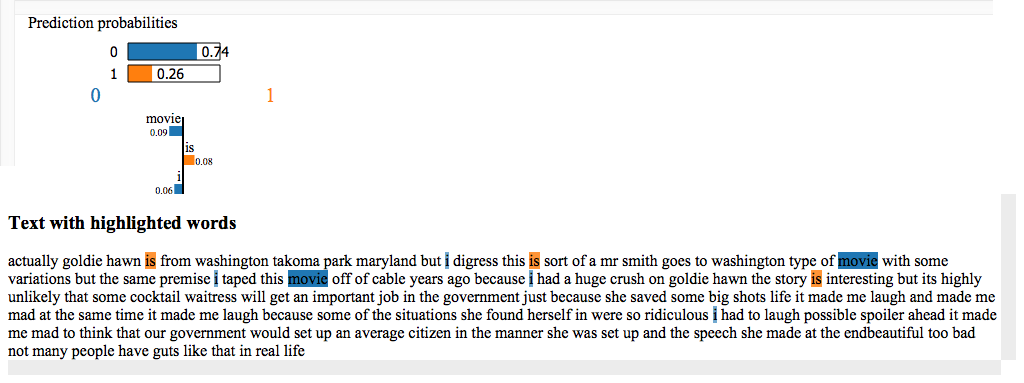 Prediction probabilities
0 0.74
1 0.26
0 1
movie
0.09
is
0.08
i
0.06
Text with highlighted words
actually goldie hawn is from washington takoma park maryland but i digress this is sort of a mr smith goes to washington type of movie with some
variations but the same premise i taped this movie off of cable years ago because i had a huge crush on goldie hawn the story is interesting but its highly
unlikely that some cocktail waitress will get an important job in the government just because she saved some big shots life it made me laugh and made me
mad at the same time it made me laugh because some of the situations she found herself in were so ridiculous i had to laugh possible spoiler ahead it made
me mad to think that our government would set up an average citizen in the manner she was set up and the speech she made at the endbeautiful too bad
not many people have guts like that in real life